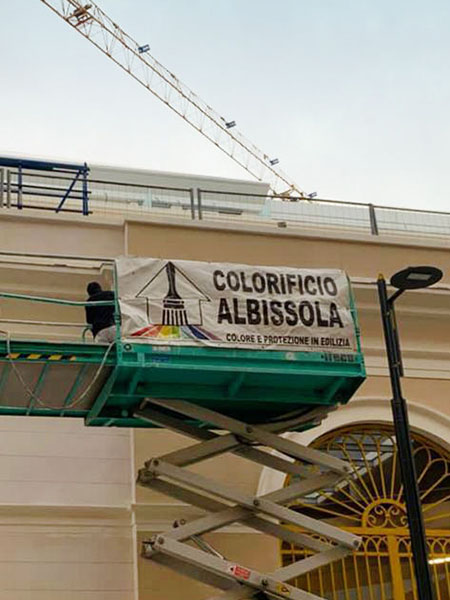 COLORIFICIO
ALBISSOLA
COLORE E PROTEZIONE IN EDILIZIA